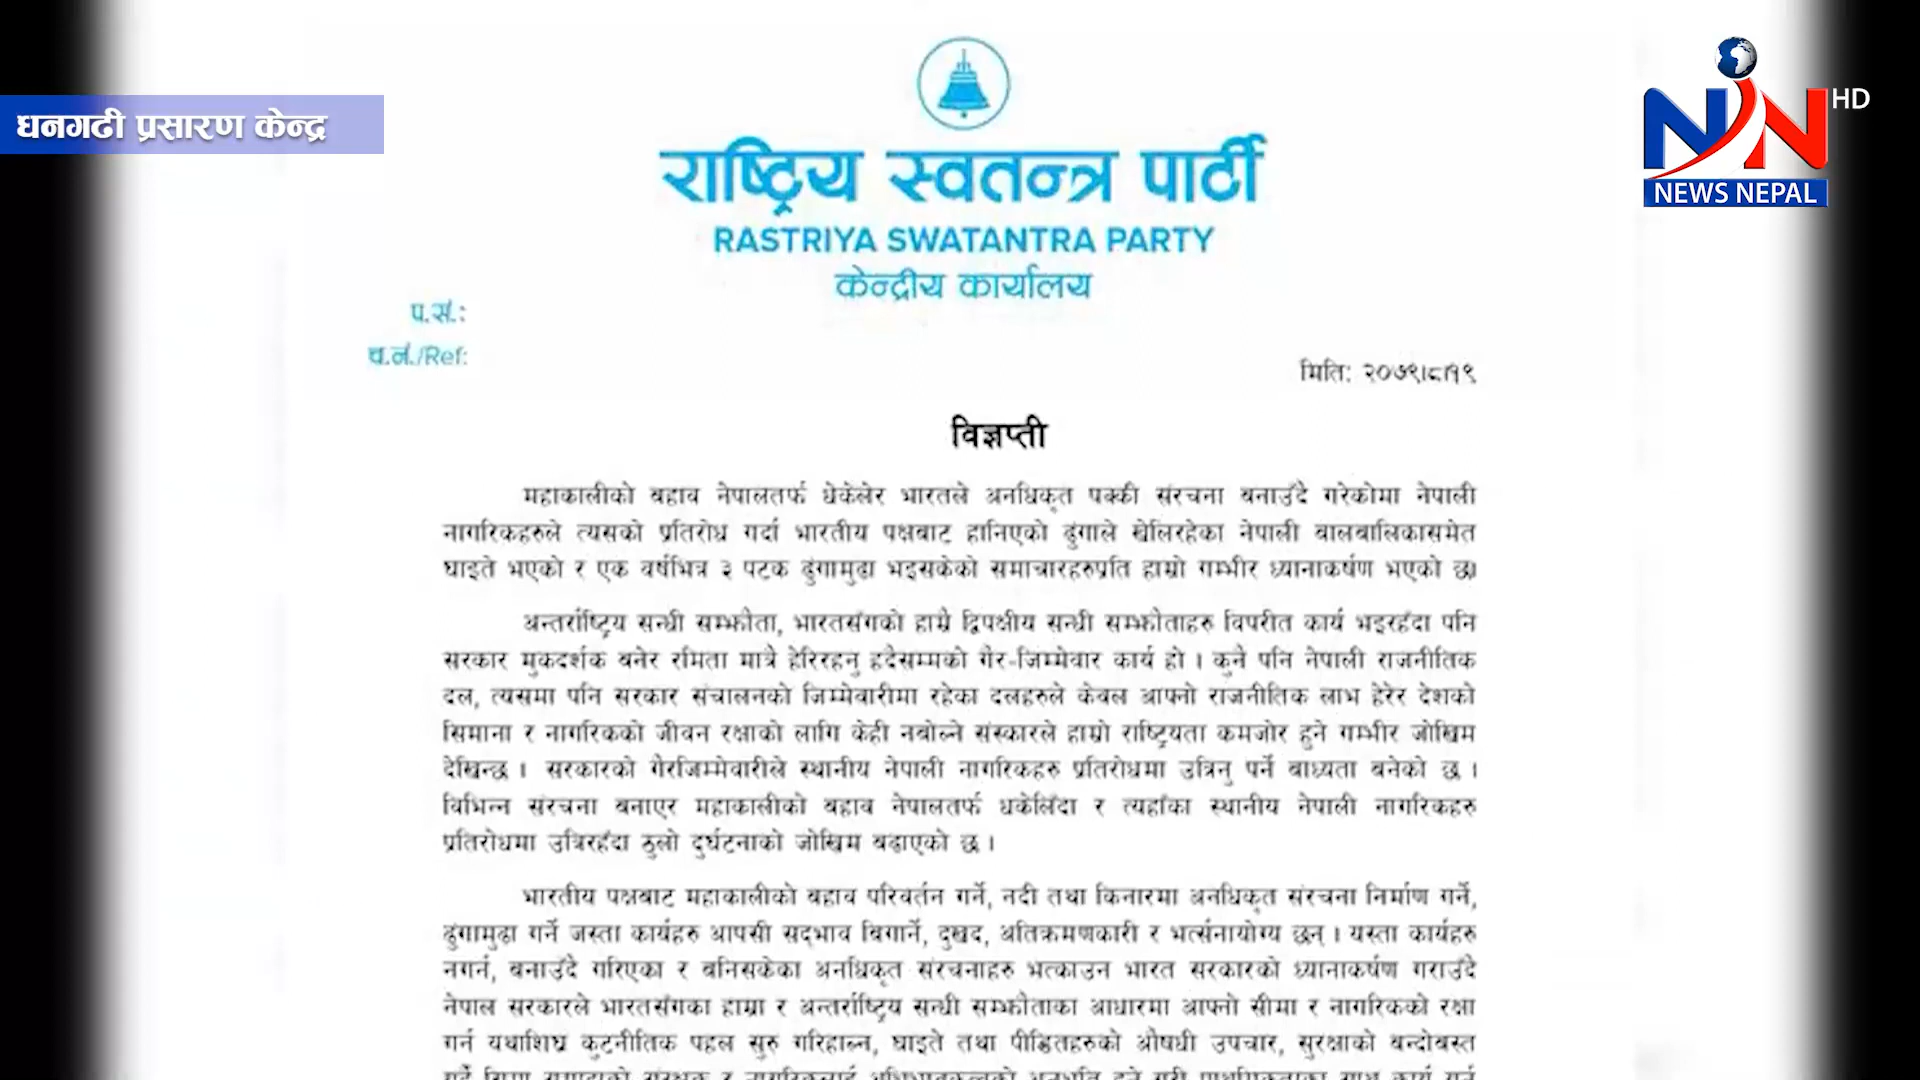 धनगढी प्रसारण केन्द्र
NN HD
NEWS NEPAL
राष्ट्रिय स्वतन्त्र पार्टी
RASTRIYA SWATANTRA PARTY
केन्द्रीय कार्यालय
प.सं.:
च.नं./Ref:
मिति: २०७९।८।१९
विज्ञप्ती
महाकालीको बहाव नेपालतर्फ धेकेलेर भारतले अनधिकृत पक्की संरचना बनाउँदै गरेकोमा नेपाली
नागरिकहरुले त्यसको प्रतिरोध गर्दा भारतीय पक्षबाट हानिएको ढुंगाले खेलिरहेका नेपाली बालबालिकासमेत
घाइते भएको र एक वर्षभित्र ३ पटक ढुंगामुढा भइसकेको समाचारहरुप्रति हाम्रो गम्भीर ध्यानाकर्षण भएको छ।
अन्तर्राष्ट्रिय सन्धी सम्झौता, भारतसँगको हाम्रै द्विपक्षीय सन्धी सम्झौताहरु विपरीत कार्य भइरहँदा पनि
सरकार मुकदर्शक बनेर रमिता मात्रै हेरिरहनु हदैसम्मको गैर-जिम्मेवार कार्य हो । कुनै पनि नेपाली राजनीतिक
दल, त्यसमा पनि सरकार संचालनको जिम्मेवारीमा रहेका दलहरुले केवल आफ्नो राजनीतिक लाभ हेरेर देशको
सिमाना र नागरिकको जीवन रक्षाको लागि केही नबोल्ने संस्कारले हाम्रो राष्ट्रियता कमजोर हुने गम्भीर जोखिम
देखिन्छ । सरकारको गैरजिम्मेवारीले स्थानीय नेपाली नागरिकहरु प्रतिरोधमा उत्रिनु पर्ने बाध्यता बनेको छ ।
विभिन्न संरचना बनाएर महाकालीको बहाव नेपालतर्फ धकेलिँदा र त्यहाँका स्थानीय नेपाली नागरिकहरु
प्रतिरोधमा उत्रिरहँदा ठुलो दुर्घटनाको जोखिम बढाएको छ ।
भारतीय पक्षबाट महाकालीको बहाव परिवर्तन गर्ने, नदी तथा किनारमा अनधिकृत संरचना निर्माण गर्ने,
ढुंगामुढा गर्ने जस्ता कार्यहरु आपसी सद्भाव बिगार्ने, दुखद, अतिक्रमणकारी र भर्त्सनायोग्य छन् । यस्ता कार्यहरु
नगर्न, बनाउँदै गरिएका र बनिसकेका अनधिकृत संरचनाहरु भत्काउन भारत सरकारको ध्यानाकर्षण गराउँदै
नेपाल सरकारले भारतसँगका हाम्रा र अन्तर्राष्ट्रिय सन्धी सम्झौताका आधारमा आफ्नो सीमा र नागरिकको रक्षा
गर्न यथाशिघ्र कुटनीतिक पहल सुरु गरिहाल्न, घाइते तथा पीडितहरुको औषधी उपचार, सुरक्षाको बन्दोबस्त